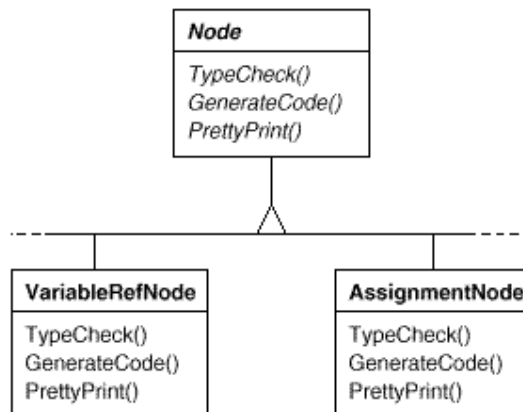 Node
TypeCheck()
GenerateCode()
PrettyPrint()
VariableRefNode
TypeCheck()
GenerateCode()
PrettyPrint()
AssignmentNode
TypeCheck()
GenerateCode()
PrettyPrint()